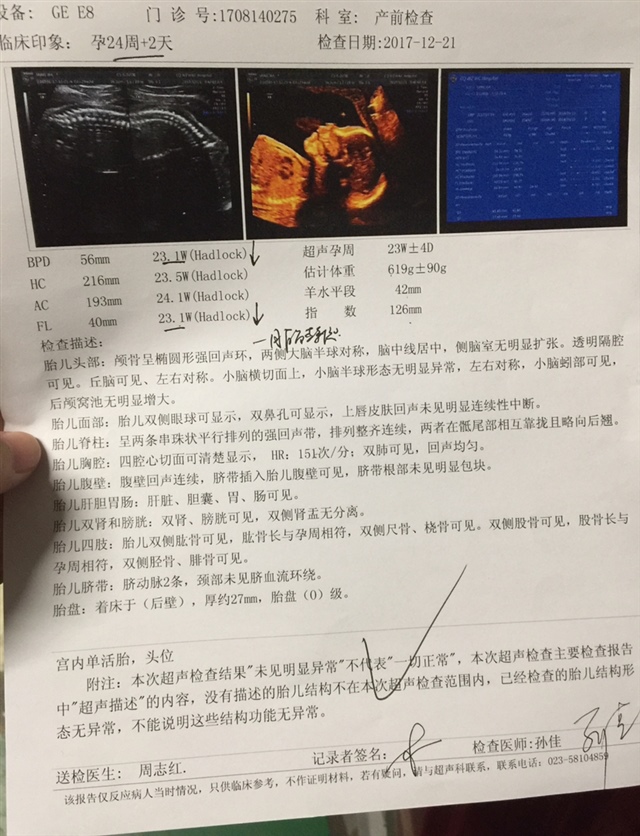 设备: GE E8 门 诊 号:1708140275 科 室: 产前检查
临床印象: 孕24周+2天 检查日期:2017-12-21
BPD 56mm 23.1W(Hadlock) 超声孕周 23W±4D
HC 216mm 23.5W(Hadlock) 估计体重 619g±90g
AC 193mm 24.1W(Hadlock) 羊水平段 42mm
FL 40mm 23.1W(Hadlock) 指 数 126mm
检查描述:
胎儿头部: 颅骨呈椭圆形强回声环, 两侧大脑半球对称, 脑中线居中, 侧脑室无明显扩张。透明隔腔
可见。丘脑可见、左右对称。小脑横切面上, 小脑半球形态无明显异常, 左右对称, 小脑蚓部可见,
后颅窝池无明显增大。
胎儿面部: 胎儿双侧眼球可显示, 双鼻孔可显示, 上唇皮肤回声未见明显连续性中断。
胎儿脊柱: 呈两条串珠状平行排列的强回声带, 排列整齐连续, 两者在骶尾部相互靠拢且略向后翘。
胎儿胸腔: 四腔心切面可清楚显示, HR: 151次/分; 双肺可见, 回声均匀。
胎儿腹壁: 腹壁回声连续, 脐带插入胎儿腹壁可见, 脐带根部未见明显包块。
胎儿肝胆胃肠: 肝脏、胆囊、胃、肠可见。
胎儿双肾和膀胱: 双肾、膀胱可见, 双侧肾盂无分离。
胎儿四肢: 胎儿双侧肱骨可见, 肱骨长与孕周相符, 双侧尺骨、桡骨可见。双侧股骨可见, 股骨长与
孕周相符, 双侧胫骨、腓骨可见。
胎儿脐带: 脐动脉2条, 颈部未见脐血流环绕。
胎盘: 着床于(后壁), 厚约27mm, 胎盘(0)级。
宫内单活胎, 头位
附注: 本次超声检查结果"未见明显异常"不代表"一切正常", 本次超声检查主要检查报告
中"超声描述"的内容, 没有描述的胎儿结构不在本次超声检查范围内, 已经检查的胎儿结构形
态无异常, 不能说明这些结构功能无异常。
送检医生: 周志红. 记录者签名: 检查医师:孙佳
该报告仅反应病人当时情况, 只供临床参考, 不作证明材料, 若有疑问, 请与超声科联系, 联系电话:023-58104859